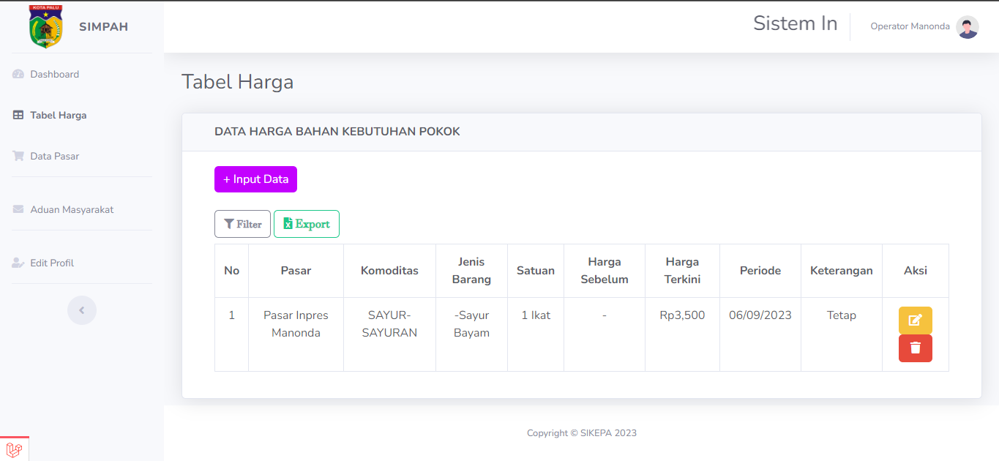 KOTA PALU
SIMPAH
Sistem In
Operator Manonda
Dashboard
Tabel Harga
Data Pasar
Aduan Masyarakat
Edit Profil
Tabel Harga
DATA HARGA BAHAN KEBUTUHAN POKOK
+ Input Data
Filter
Export
No
Pasar
Komoditas
Jenis
Barang
Satuan
Harga
Sebelum
Harga
Terkini
Periode
Keterangan
Aksi
1
Pasar Inpres
Manonda
SAYUR-
SAYURAN
-Sayur
Bayam
1 Ikat
-
Rp3,500
06/09/2023
Tetap
Copyright © SIKEPA 2023